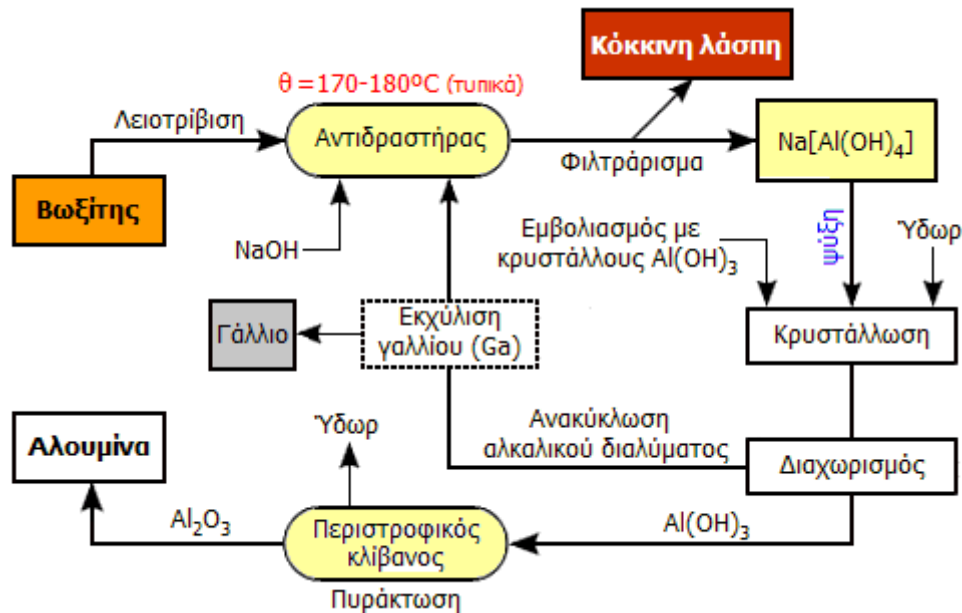 Κόκκινη λάσπη
θ =170-180ºC (τυπικά)
Λειοτρίβιση
Αντιδραστήρας
Φιλτράρισμα
Na[Al(OH)₄]
Βωξίτης
NaOH
Εμβολιασμός με
κρυστάλλους Al(OH)₃
ψύξη
Ύδωρ
Γάλλιο
Εκχύλιση
γαλλίου (Ga)
Κρυστάλλωση
Ανακύκλωση
αλκαλικού διαλύματος
Διαχωρισμός
Ύδωρ
Αλουμίνα
Al₂O₃
Περιστροφικός
κλίβανος
Al(OH)₃
Πυράκτωση